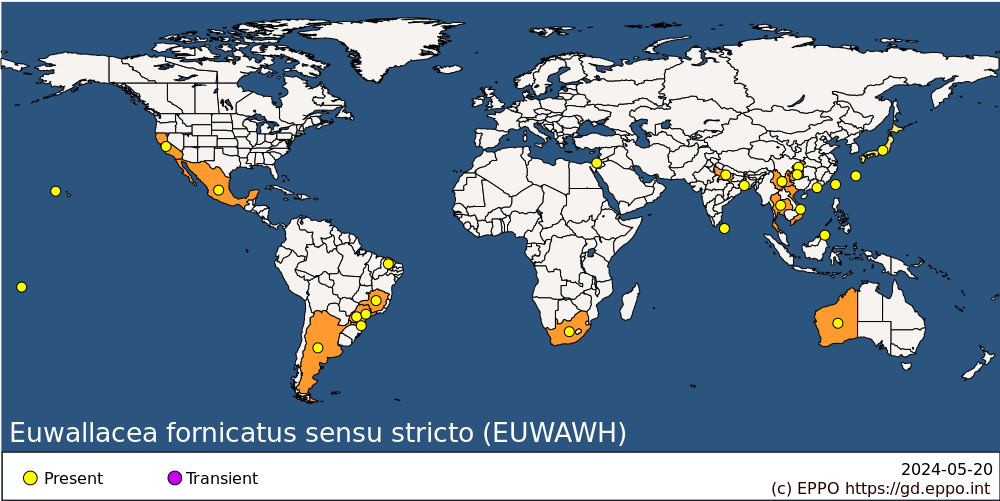 Euwallacea fornicatus sensu stricto (EUWAWH)
Present
Transient
2024-05-20
(c) EPPO https://gd.eppo.int